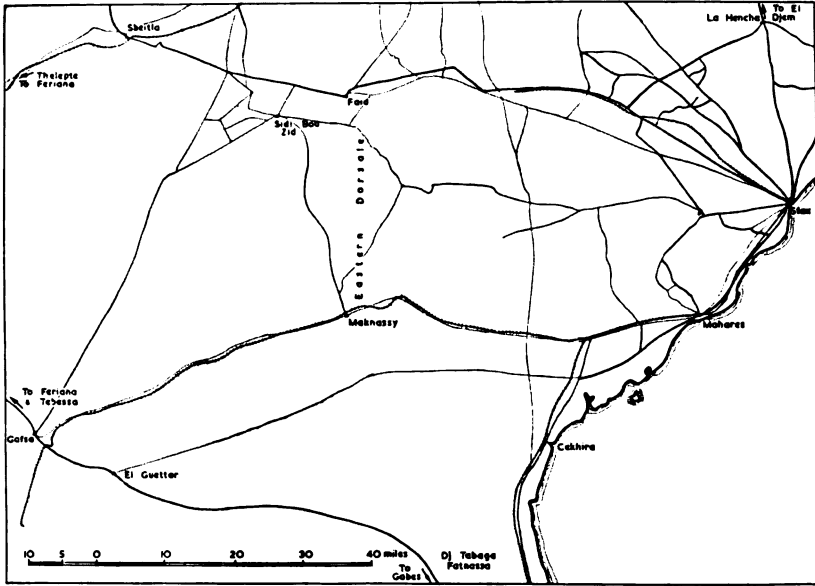 Sbeitla
To El
Djem
La Hencha
To
Thelepte
Feriana
Faid
Sidi Bou
Zid
Sfax
Eastern Dorsale
Maknassy
Mahares
To Feriana
& Tebessa
Gafsa
Cekhira
El Guettar
10 5 0 10 20 30 40 miles
Dj Tabaga
Fatnassa
To
Gabes